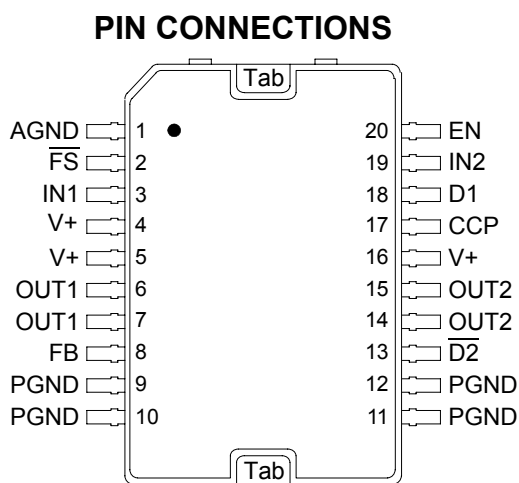 PIN CONNECTIONS
Tab
AGND 1 20 EN
F̅S̅ 2 19 IN2
IN1 3 18 D1
V+ 4 17 CCP
V+ 5 16 V+
OUT1 6 15 OUT2
OUT1 7 14 OUT2
FB 8 13 D̅2̅
PGND 9 12 PGND
PGND 10 11 PGND
Tab